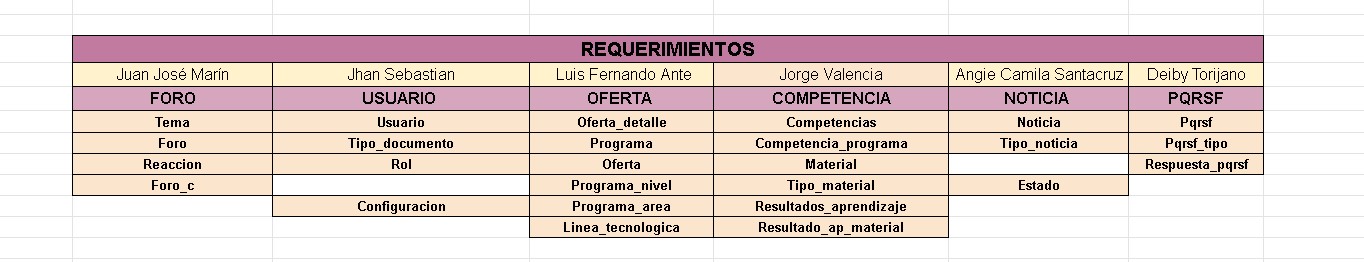 REQUERIMIENTOS
Juan José Marín Jhan Sebastian Luis Fernando Ante Jorge Valencia Angie Camila Santacruz Deiby Torijano
FORO USUARIO OFERTA COMPETENCIA NOTICIA PQRSF
Tema Usuario Oferta_detalle Competencias Noticia Pqrsf
Foro Tipo_documento Programa Competencia_programa Tipo_noticia Pqrsf_tipo
Reaccion Rol Oferta Material Respuesta_pqrsf
Foro_c Programa_nivel Tipo_material Estado
Configuracion Programa_area Resultados_aprendizaje
Linea_tecnologica Resultado_ap_material